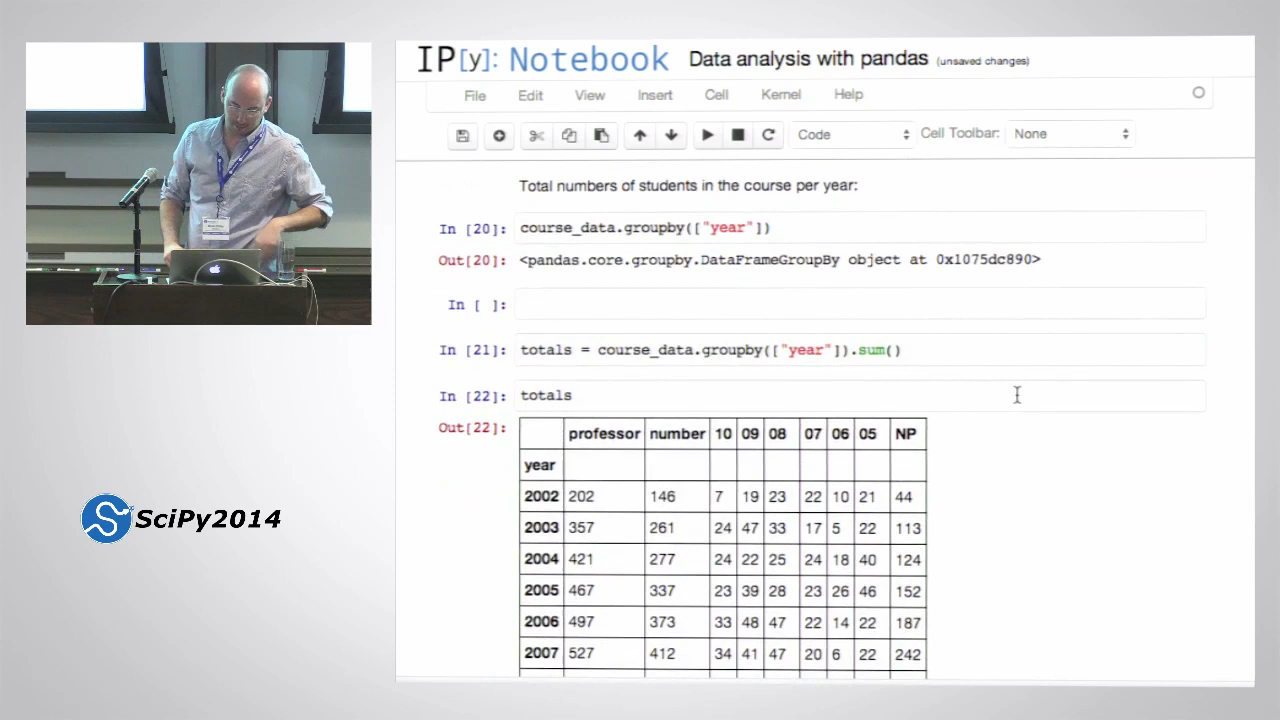 IP[y]: Notebook Data analysis with pandas (unsaved changes)
File Edit View Insert Cell Kernel Help
Code Cell Toolbar: None
Total numbers of students in the course per year:
In [20]: course_data.groupby(["year"])
Out[20]: <pandas.core.groupby.DataFrameGroupBy object at 0x1075dc890>
In [ ]:
In [21]: totals = course_data.groupby(["year"]).sum()
In [22]: totals
Out[22]: professor number 10 09 08 07 06 05 NP
year
2002 202 146 7 19 23 22 10 21 44
2003 357 261 24 47 33 17 5 22 113
2004 421 277 24 22 25 24 18 40 124
2005 467 337 23 39 28 23 26 46 152
2006 497 373 33 48 47 22 14 22 187
2007 527 412 34 41 47 20 6 22 242
SciPy2014